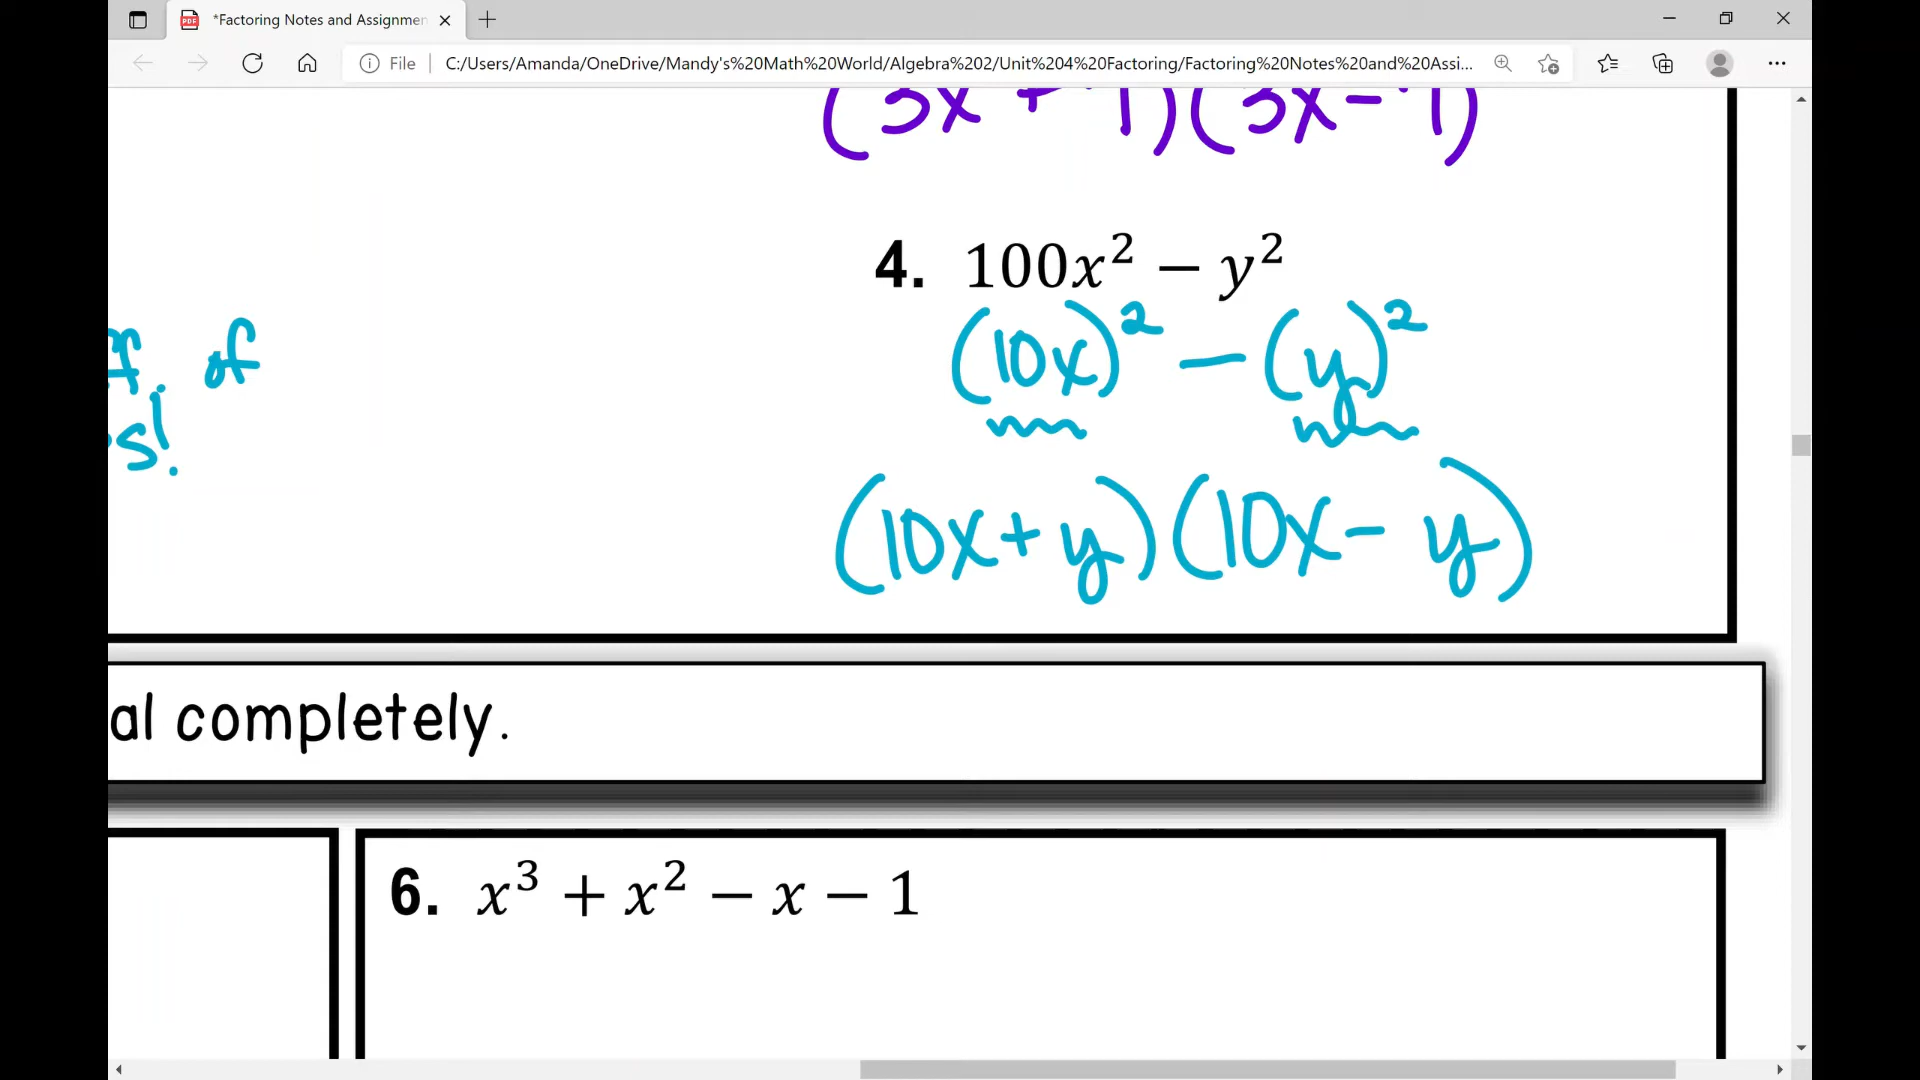 *Factoring Notes and Assignmen
File
C:/Users/Amanda/OneDrive/Mandy's%20Math%20World/Algebra%202/Unit%204%20Factoring/Factoring%20Notes%20and%20Assi...
4. 100x² − y²
(10x)² − (y)²
of
s!
(10x+y)(10x− y)
al completely.
6. x³ + x² − x − 1